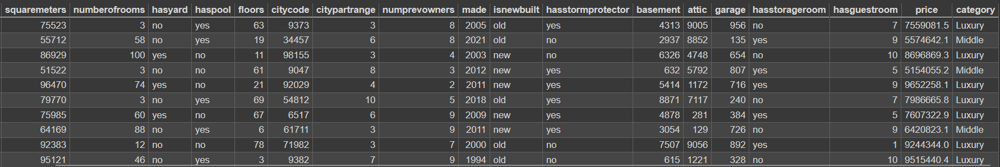 squaremeters numberofrooms hasyard haspool floors citycode citypartrange numprevowners made isnewbuilt hasstormprotector basement attic garage hasstorageroom hasguestroom price category
75523 3 no yes 63 9373 3 8 2005 old yes 4313 9005 956 no 7 7559081.5 Luxury
55712 58 no yes 19 34457 6 8 2021 old no 2937 8852 135 yes 9 5574642.1 Middle
86929 100 yes no 11 98155 3 4 2003 new no 6326 4748 654 no 10 8696869.3 Luxury
51522 3 no no 61 9047 8 3 2012 new yes 632 5792 807 yes 5 5154055.2 Middle
96470 74 yes no 21 92029 4 2 2011 new yes 5414 1172 716 yes 9 9652258.1 Luxury
79770 3 no yes 69 54812 10 5 2018 old yes 8871 7117 240 no 7 7986665.8 Luxury
75985 60 yes no 67 6517 6 9 2009 new yes 4878 281 384 yes 5 7607322.9 Luxury
64169 88 no yes 6 61711 3 9 2011 new yes 3054 129 726 no 9 6420823.1 Middle
92383 12 no no 78 71982 3 7 2000 old no 7507 9056 892 yes 1 9244344.0 Luxury
95121 46 no yes 3 9382 7 9 1994 old no 615 1221 328 no 10 9515440.4 Luxury